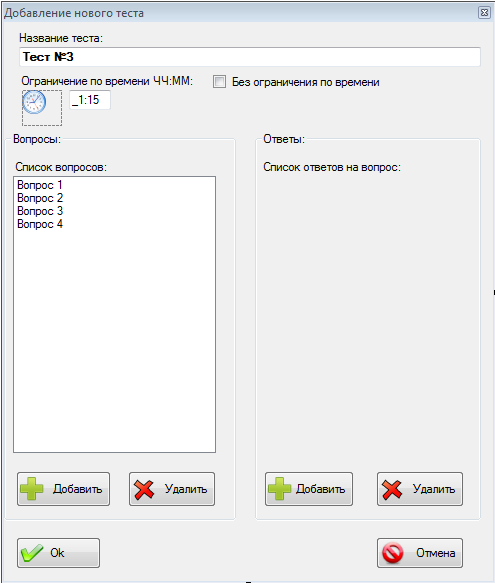 Добавление нового теста
Название теста:
Тест №3
Ограничение по времени ЧЧ:ММ:
Без ограничения по времени
_1:15
Вопросы:
Ответы:
Список вопросов:
Список ответов на вопрос:
Вопрос 1
Вопрос 2
Вопрос 3
Вопрос 4
Добавить
Удалить
Добавить
Удалить
Ok
Отмена